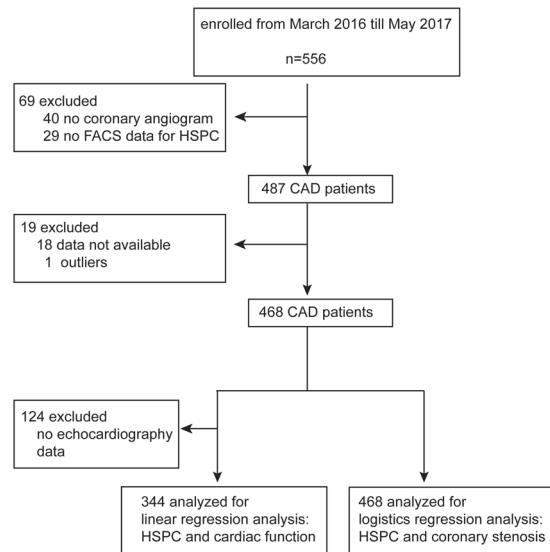 enrolled from March 2016 till May 2017
n=556
69 excluded
40 no coronary angiogram
29 no FACS data for HSPC
487 CAD patients
19 excluded
18 data not available
1 outliers
468 CAD patients
124 excluded
no echocardiography
data
344 analyzed for
linear regression analysis:
HSPC and cardiac function
468 analyzed for
logistics regression analysis:
HSPC and coronary stenosis